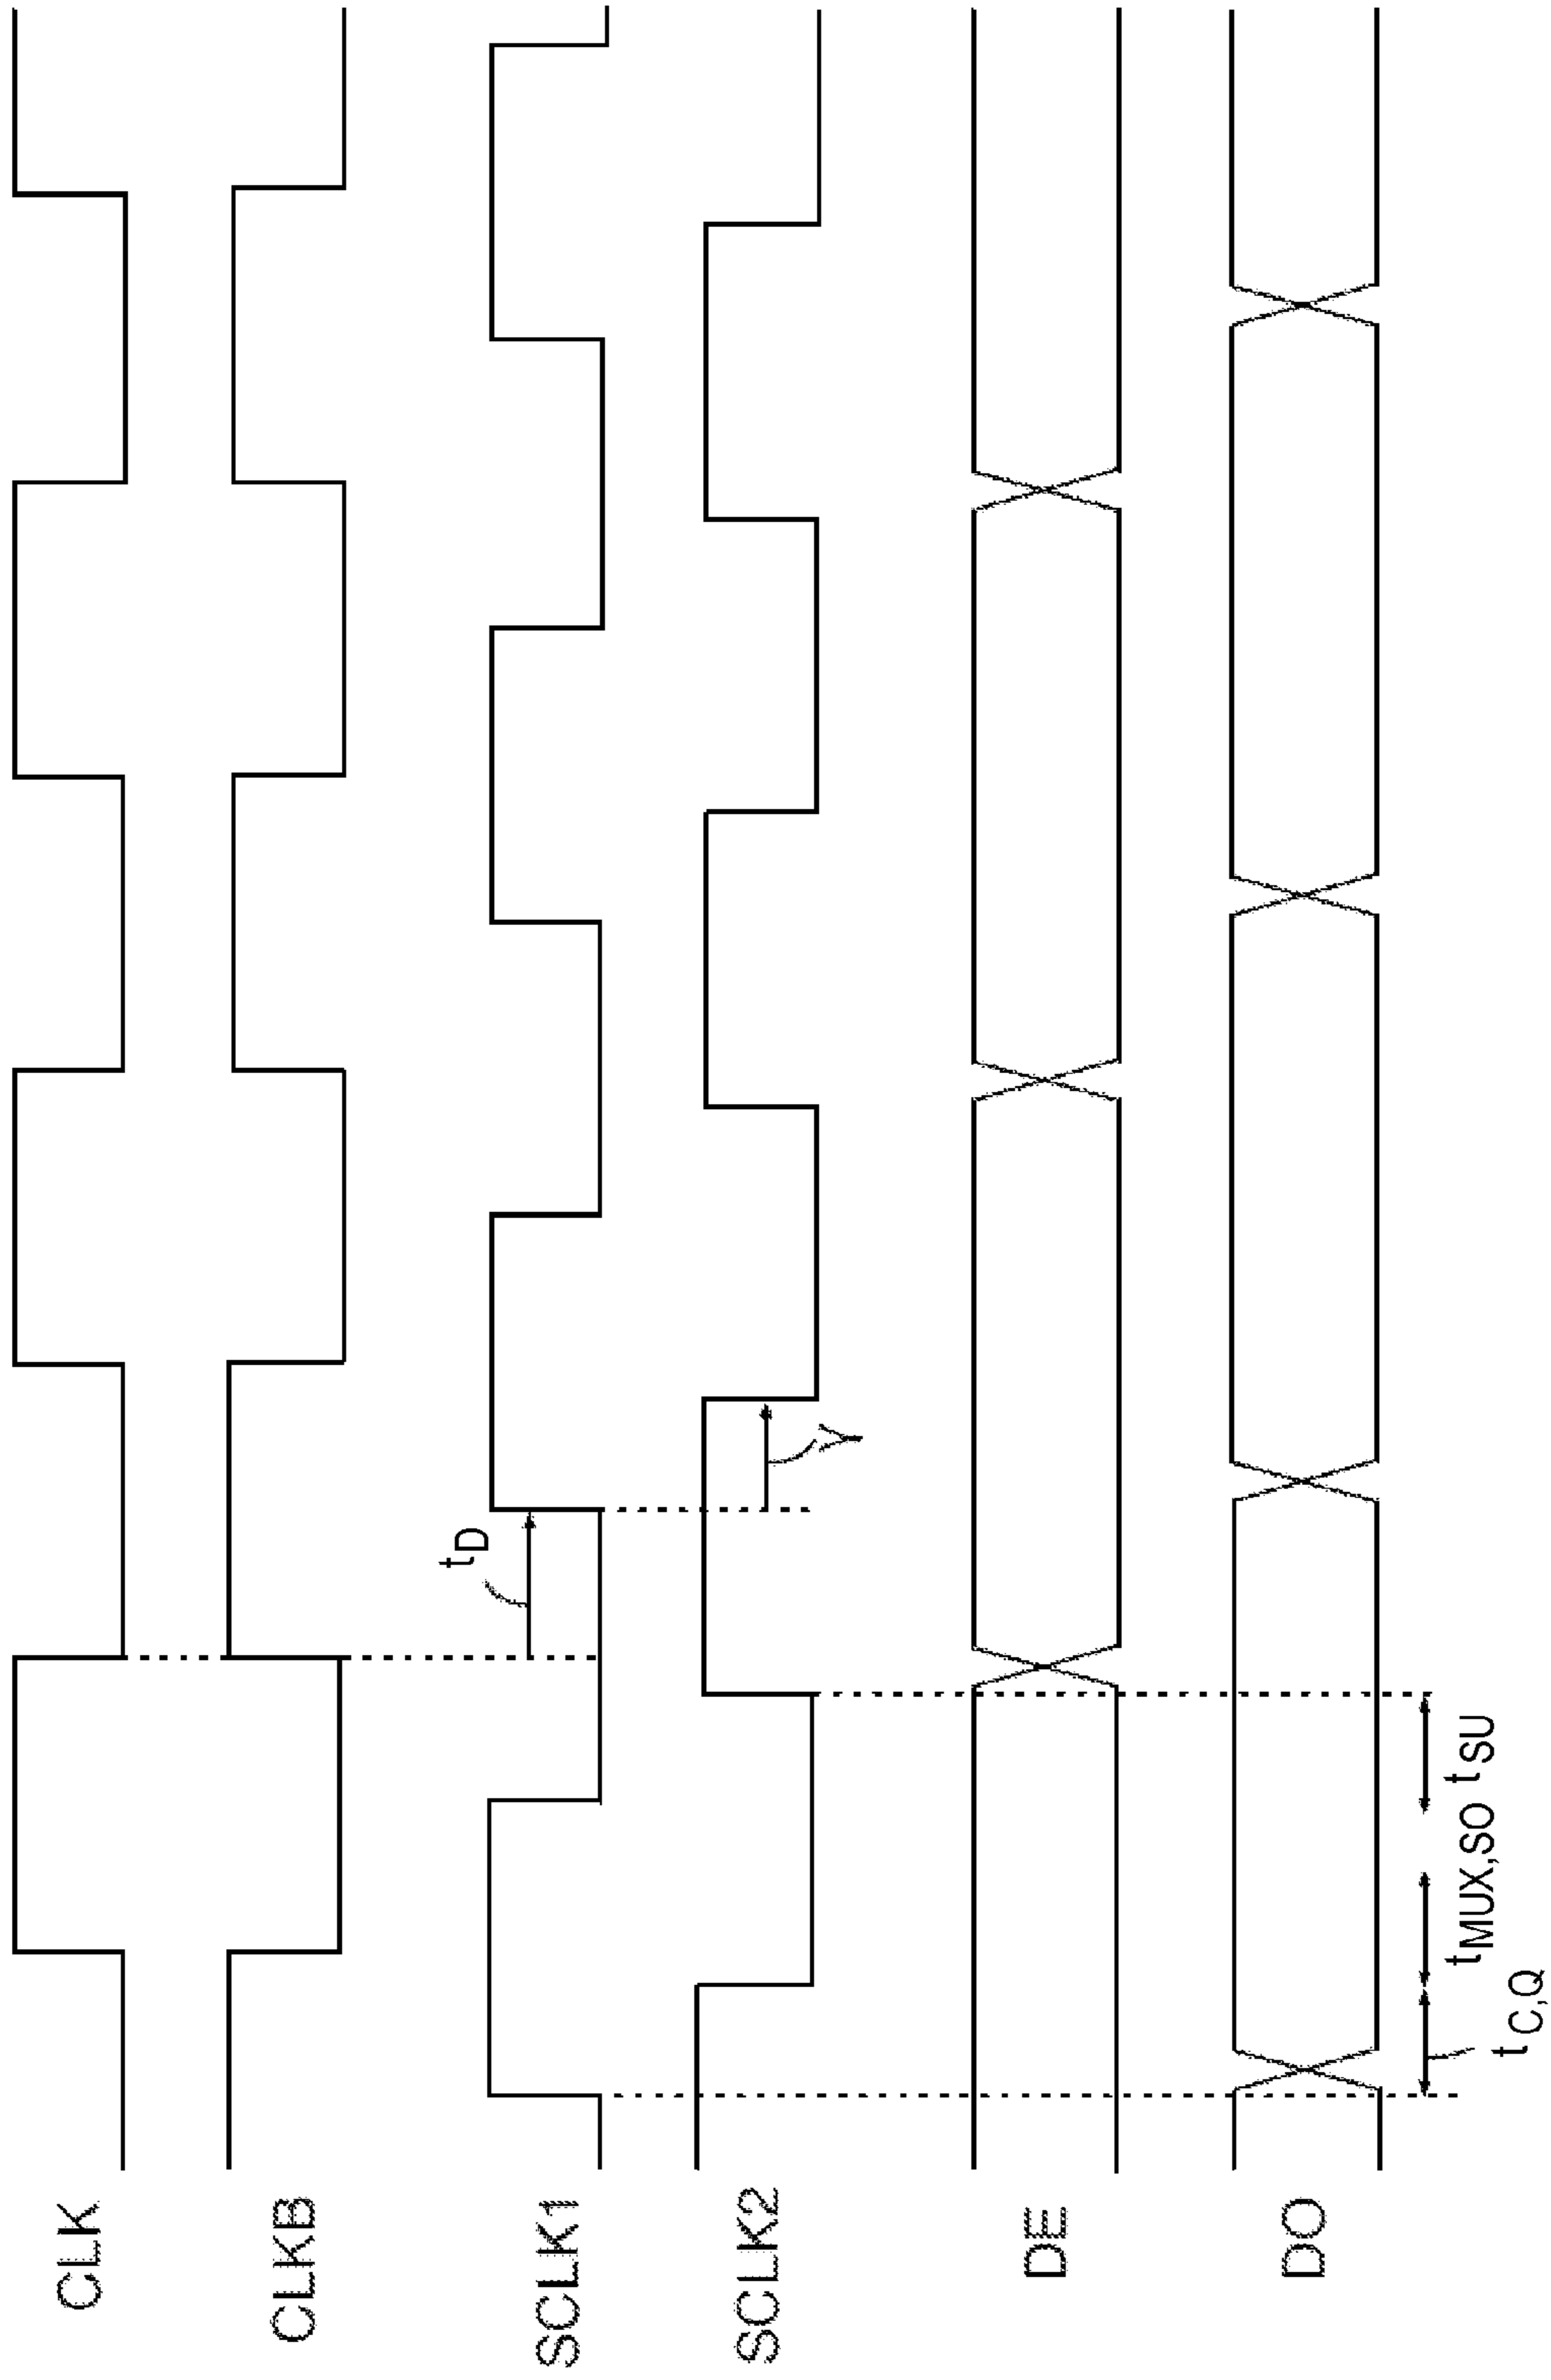 CLK
CLKB
t_D
SCLK1
SCLK2
γ
DE
DO
t_C,Q
t_MUX,SO
t_SU